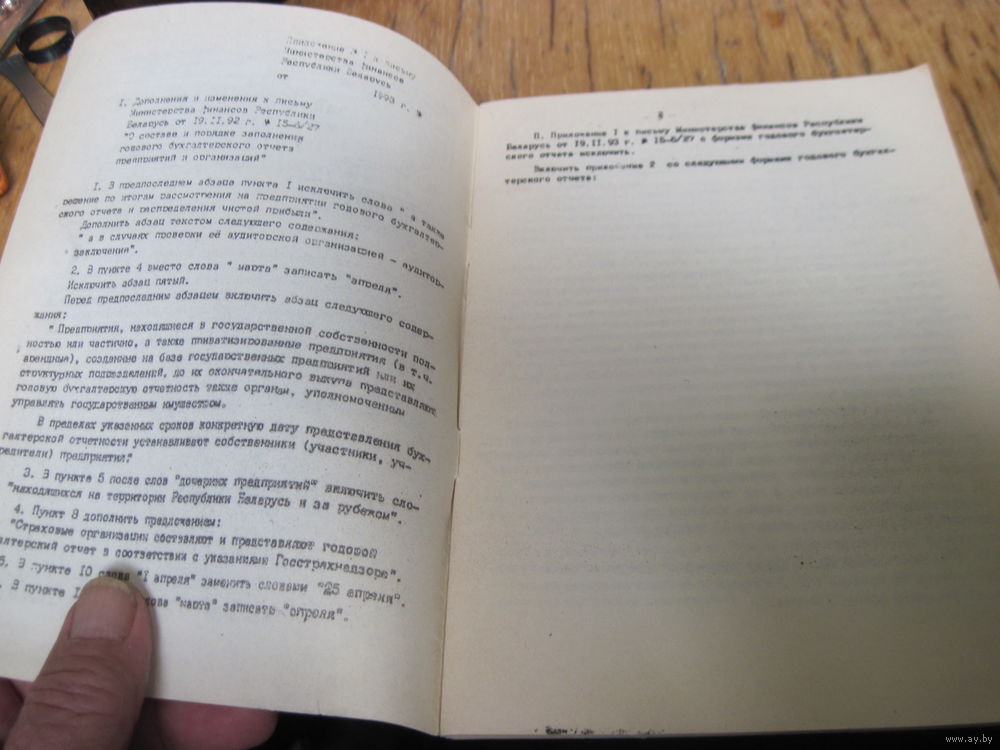 Приложение № I к письму
Министерства финансов
Республики Беларусь
от 1993 г. №
I. Дополнения и изменения к письму
Министерства финансов Республики
Беларусь от 19.II.92 г. № 15-6/27
"О составе и порядке заполнения
годового бухгалтерского отчета
предприятий и организаций"
I. В предпоследнем абзаце пункта I исключить слова " а также
решение по итогам рассмотрения на предприятии годового бухгалтер-
ского отчета и распределения чистой прибыли".
Дополнить абзац текстом следующего содержания:
" а в случаях проверки её аудиторской организацией - аудитор-
заключение".
2. В пункте 4 вместо слова " марта" записать "апреля".
Исключить абзац пятый.
Перед предпоследним абзацем включить абзац следующего содер-
жания:
" Предприятия, находящиеся в государственной собственности пол-
ностью или частично, а также приватизированные предприятия (в т.ч.
арендные), созданные на базе государственных предприятий или их
структурных подразделений, до их окончательного выкупа представляют
годовую бухгалтерскую отчетность также органам, уполномоченным
управлять государственным имуществом.
В пределах указанных сроков конкретную дату представления бух-
галтерской отчетности устанавливают собственники (участники, уч-
редители) предприятия."
3. В пункте 5 после слов "дочерних предприятий" включить сло-
"находящихся на территории Республики Беларусь и за рубежом".
4. Пункт 8 дополнить предложением:
"Страховые организации составляют и представляют годовой
алтерский отчет в соответствии с указаниями Госстрахнадзора".
5. В пункте 10 слова "I апреля" заменить словами "25 апреля".
. В пункте I лова "марта" записать "апреля".
- 8 -
П. Приложение I к письму Министерства финансов Республики
Беларусь от 19.II.93 г. № 15-6/27 с формами годового бухгалтер-
ского отчета исключить.
Включить приложение 2 со следующими формами годового бухгал-
терского отчета:
www.ay.by